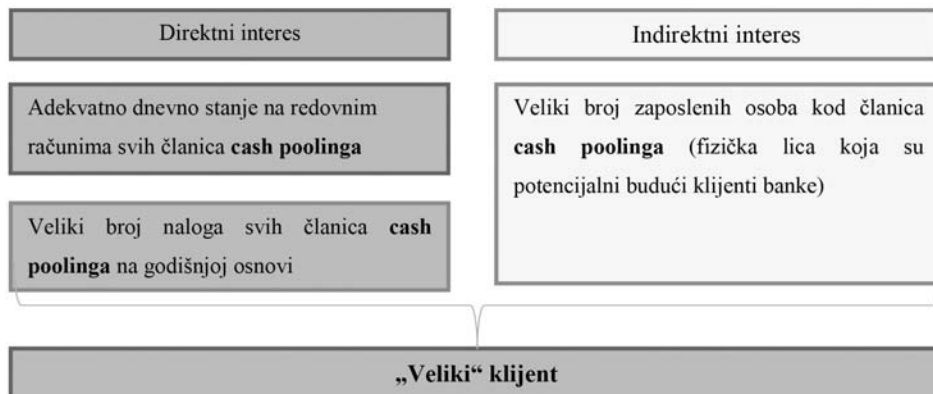 Direktni interes
Indirektni interes
Adekvatno dnevno stanje na redovnim
računima svih članica cash poolinga
Veliki broj naloga svih članica cash
poolinga na godišnjoj osnovi
Veliki broj zaposlenih osoba kod članica
cash poolinga (fizička lica koja su
potencijalni budući klijenti banke)
„Veliki“ klijent